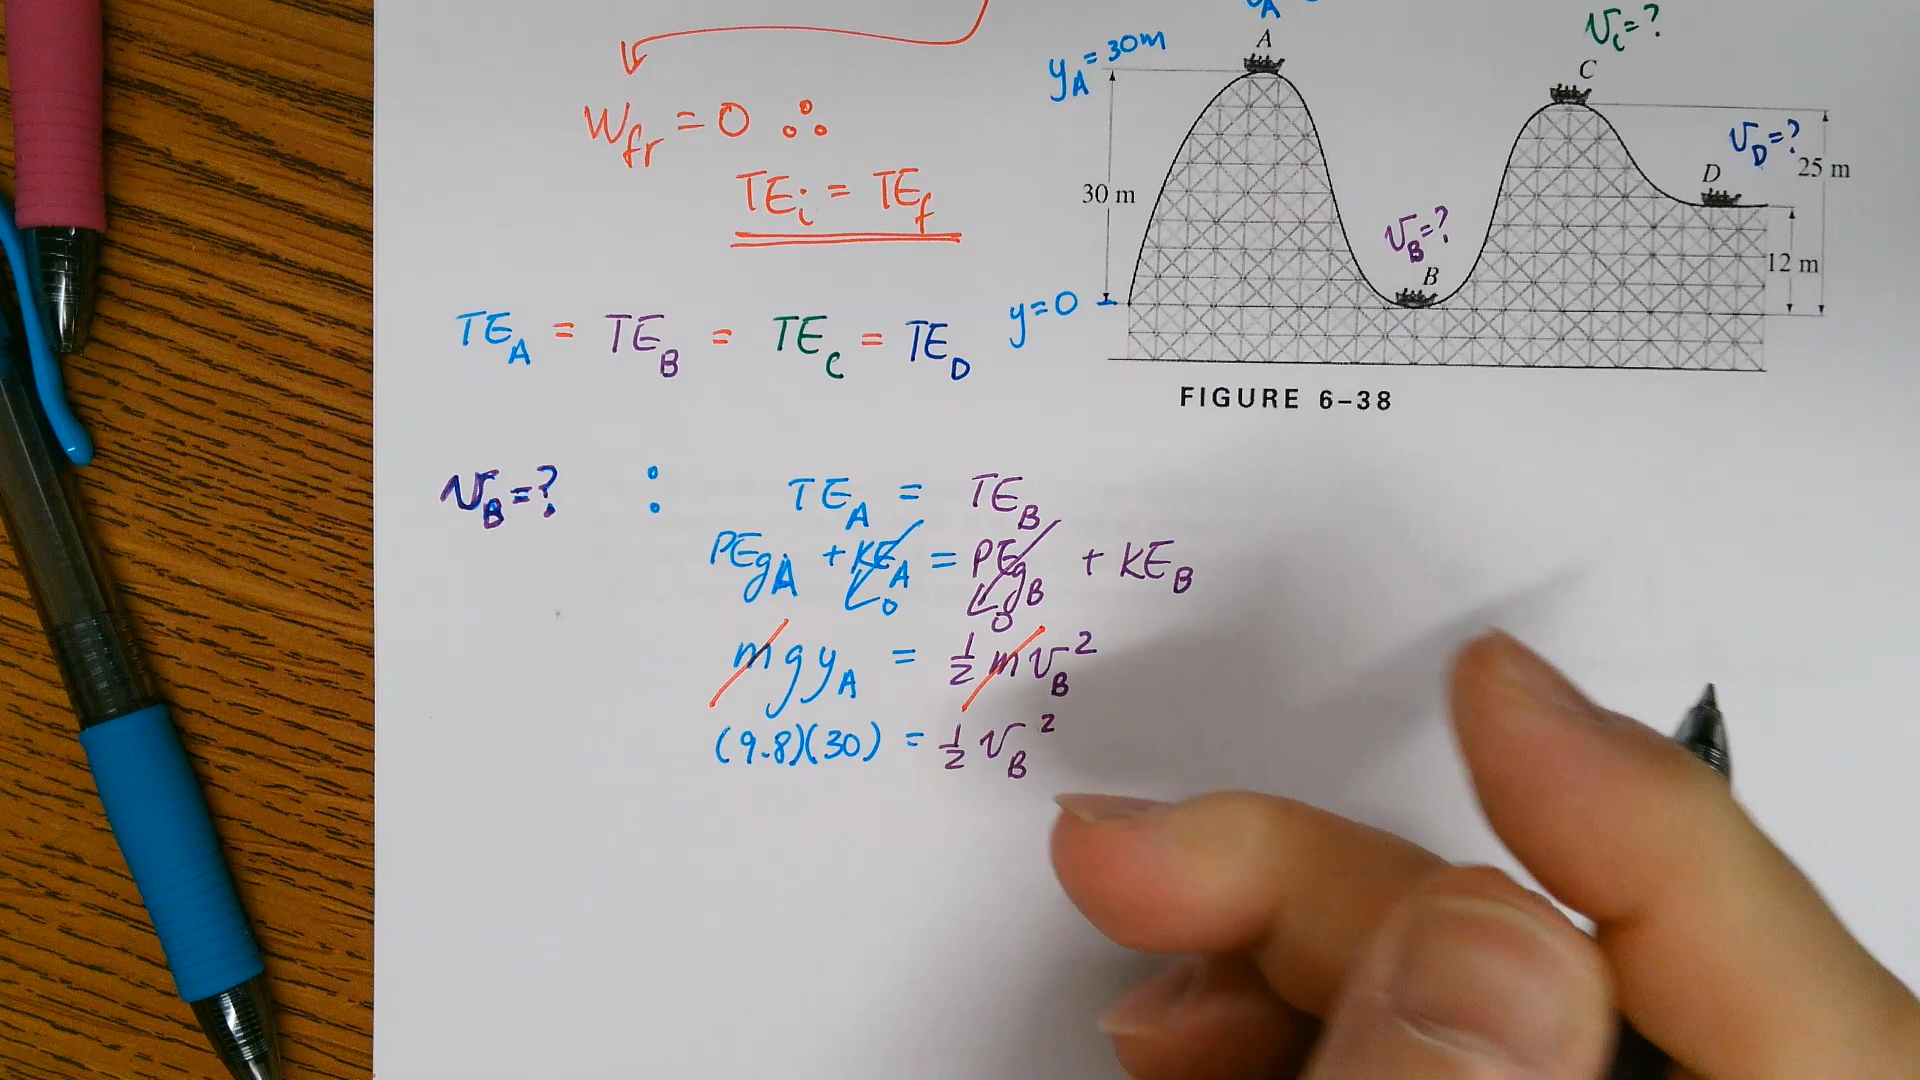 W_fr = 0 ∴
TE_i = TE_f
TE_A = TE_B = TE_C = TE_D
y_A = 30m
A
v_C = ?
C
v_D = ?
D
25 m
30 m
v_B = ?
B
12 m
y = 0
FIGURE 6–38
v_B = ? : TE_A = TE_B
PE_gA + KE_A = PE_gB + KE_B
0 0
m g y_A = 1/2 m v_B^2
(9.8)(30) = 1/2 v_B^2